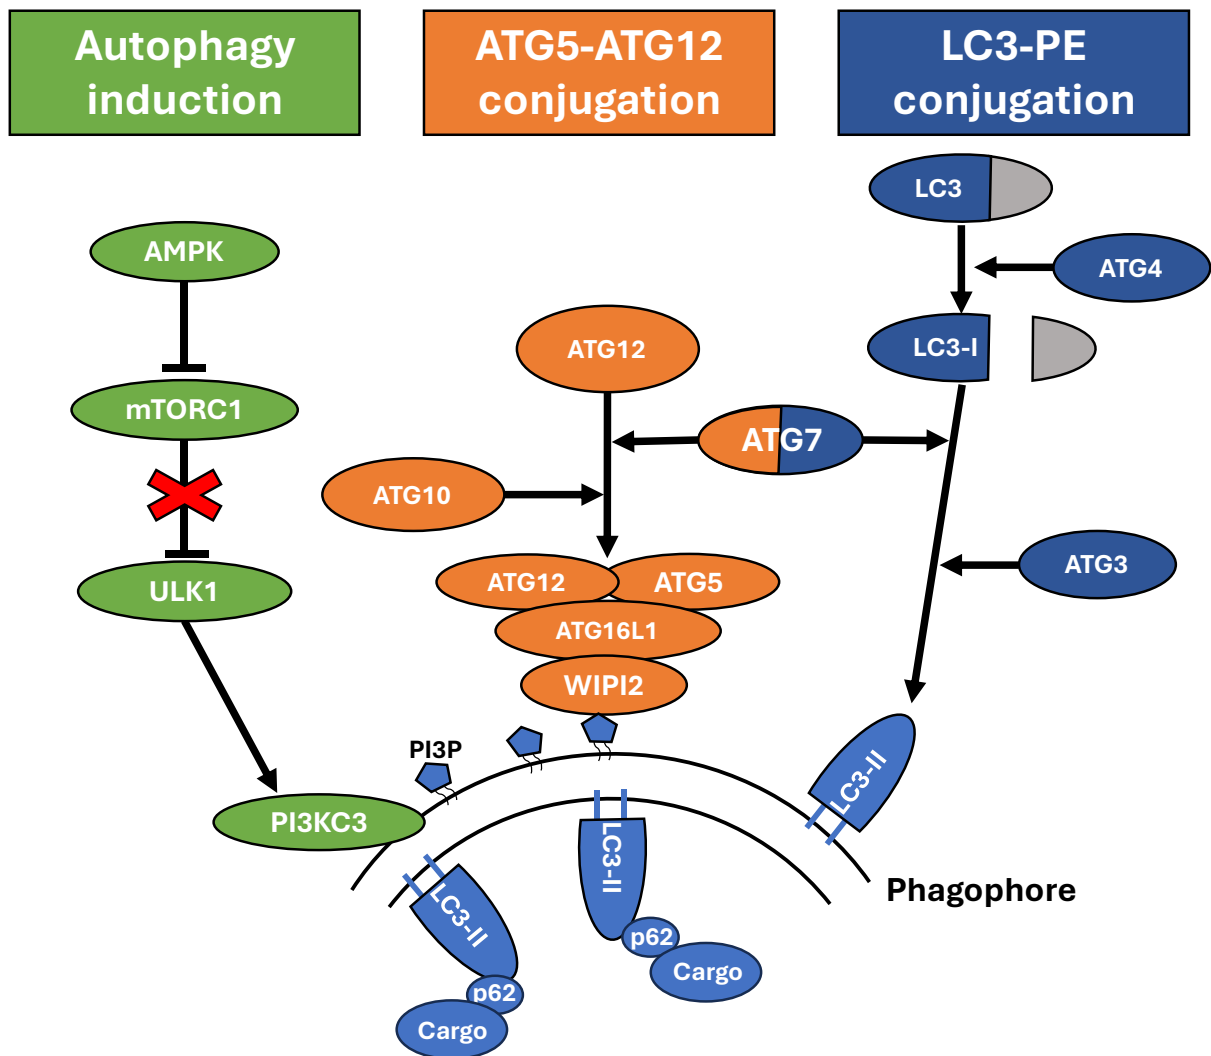 Autophagy
induction
ATG5-ATG12
conjugation
LC3-PE
conjugation
LC3
AMPK
ATG4
ATG12
LC3-I
mTORC1
ATG7
ATG10
ATG3
ULK1
ATG12
ATG5
ATG16L1
WIPI2
PI3P
LC3-II
PI3KC3
LC3-II
Phagophore
LC3-II
p62
Cargo
p62
Cargo